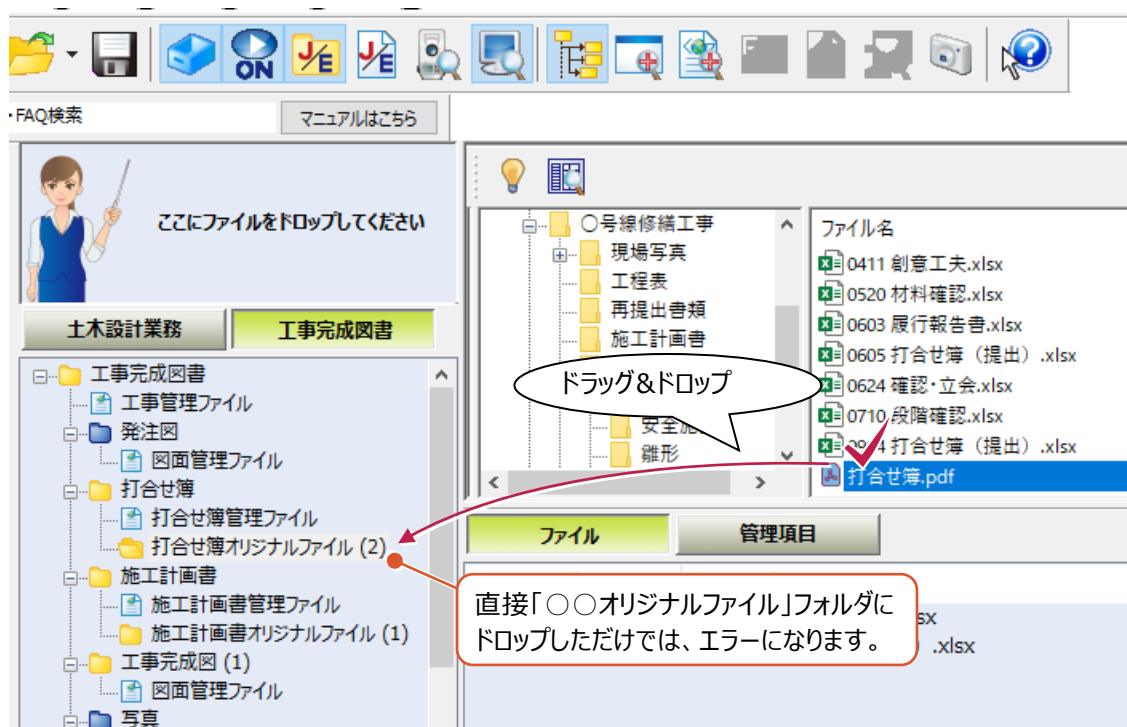 ON
J/E
J/E
・FAQ検索
マニュアルはこちら
ここにファイルをドロップしてください
土木設計業務
工事完成図書
工事完成図書
工事管理ファイル
発注図
図面管理ファイル
打合せ簿
打合せ簿管理ファイル
打合せ簿オリジナルファイル (2)
施工計画書
施工計画書管理ファイル
施工計画書オリジナルファイル (1)
工事完成図 (1)
図面管理ファイル
写真
〇号線修繕工事
現場写真
工程表
再提出書類
施工計画書
ドラッグ&ドロップ
安全施
雛形
ファイル名
0411 創意工夫.xlsx
0520 材料確認.xlsx
0603 履行報告書.xlsx
0605 打合せ簿（提出）.xlsx
0624 確認・立会.xlsx
0710 段階確認.xlsx
打合せ簿（提出）.xlsx
打合せ簿.pdf
ファイル
管理項目
直接「〇〇オリジナルファイル」フォルダに
ドロップしただけでは、エラーになります。
sx
.xlsx